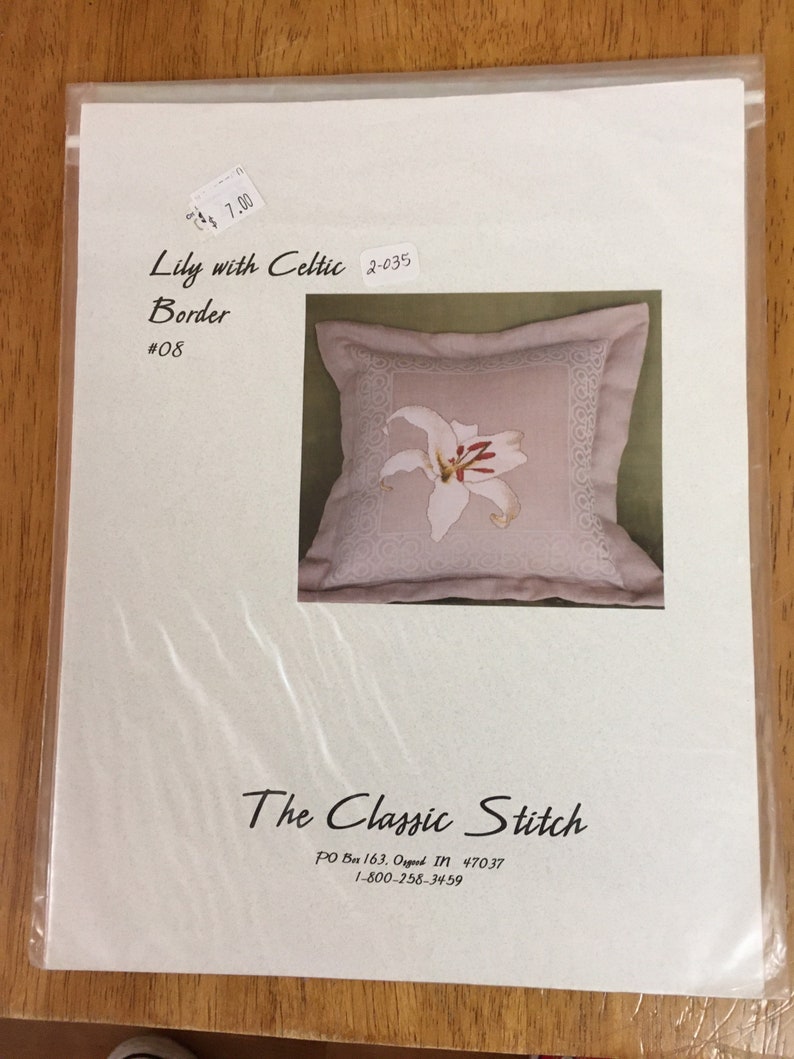 $ 7.00
Lily with Celtic
2-035
Border
#08
The Classic Stitch
PO Box 163, Osgood IN 47037
1-800-258-3459